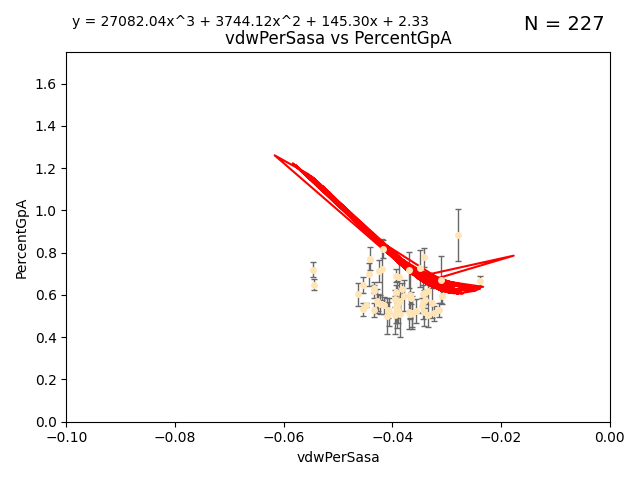 y = 27082.04x^3 + 3744.12x^2 + 145.30x + 2.33
N = 227
vdwPerSasa vs PercentGpA
1.6
1.4
1.2
1.0
0.8
0.6
0.4
0.2
0.0
PercentGpA
−0.10 −0.08 −0.06 −0.04 −0.02 0.00
vdwPerSasa